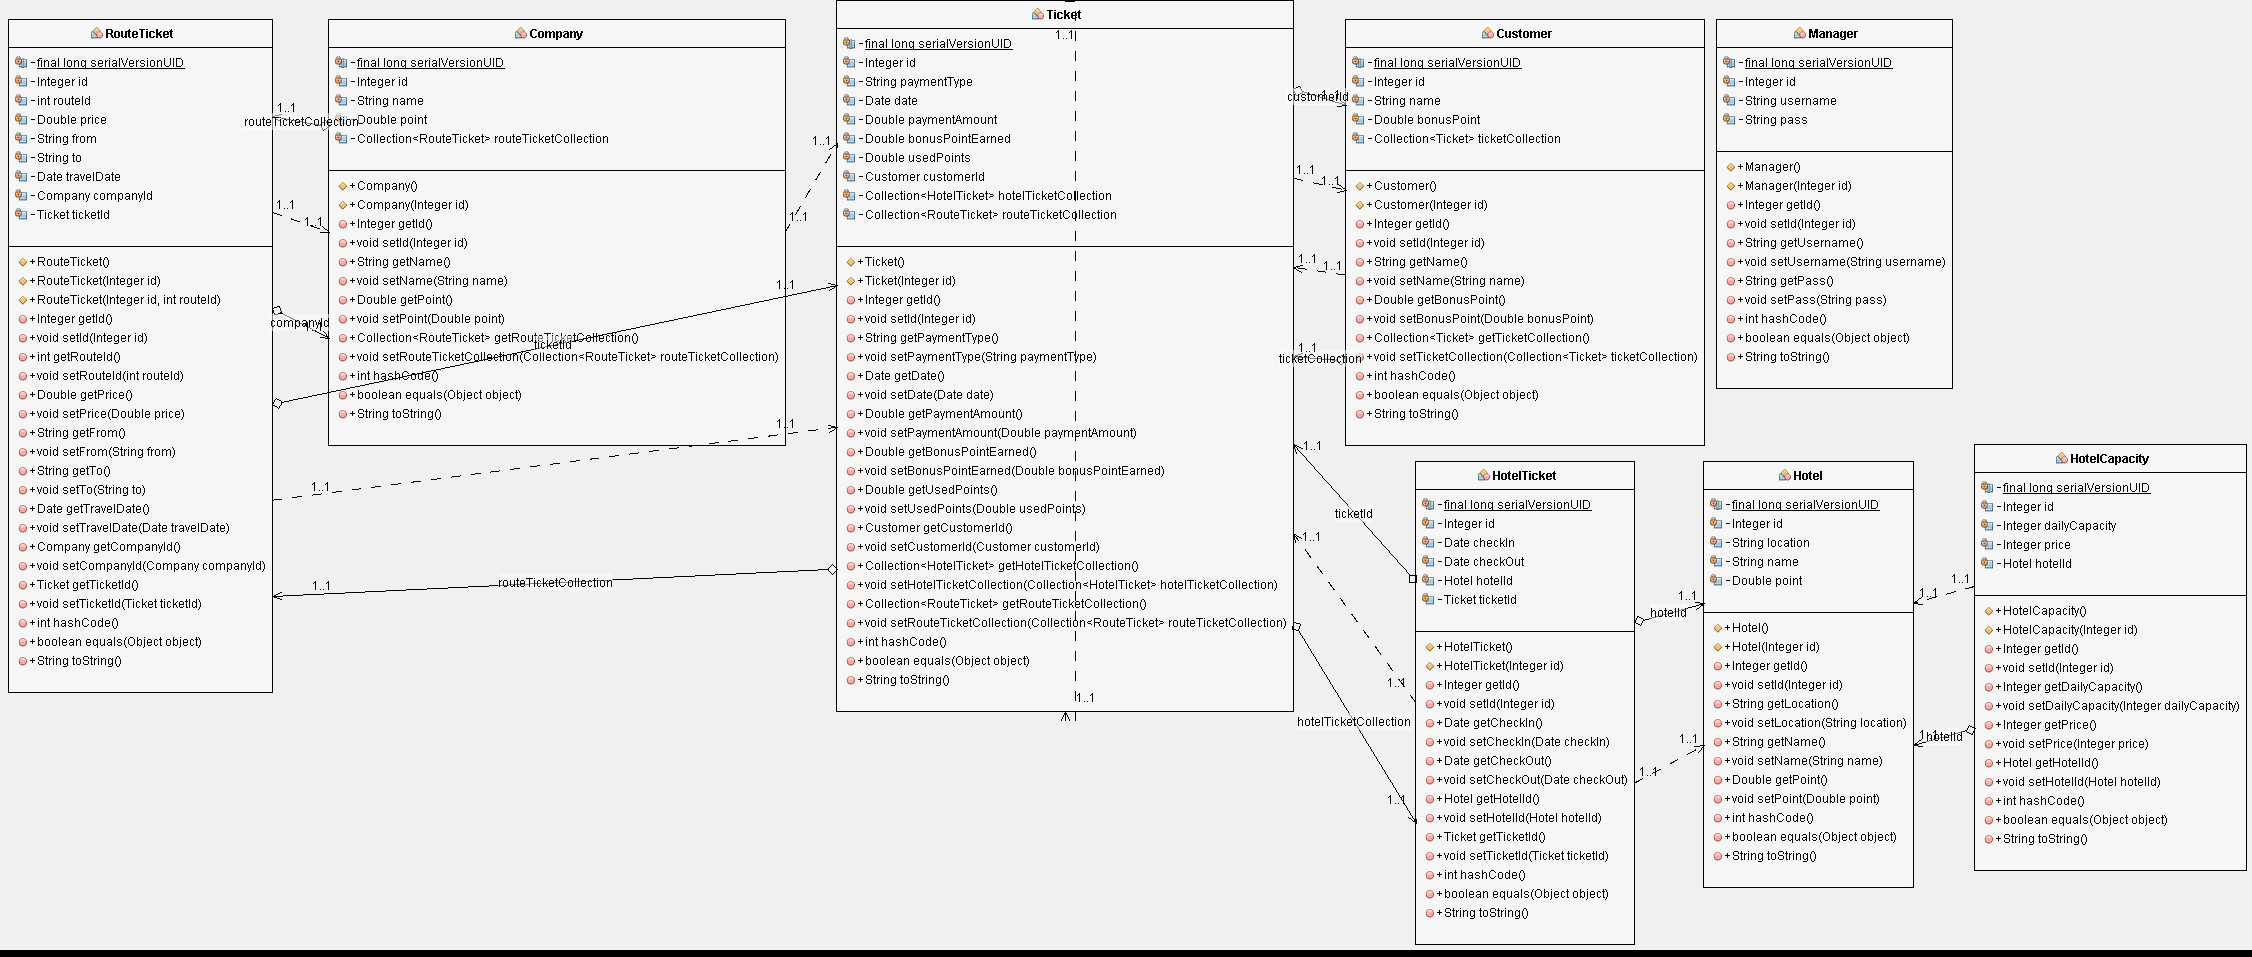 RouteTicket
-final long serialVersionUID
-Integer id
-int routeId
-Double price
-String from
-String to
-Date travelDate
-Company companyId
-Ticket ticketId
+RouteTicket()
+RouteTicket(Integer id)
+RouteTicket(Integer id, int routeId)
+Integer getId()
+void setId(Integer id)
+int getRouteId()
+void setRouteId(int routeId)
+Double getPrice()
+void setPrice(Double price)
+String getFrom()
+void setFrom(String from)
+String getTo()
+void setTo(String to)
+Date getTravelDate()
+void setTravelDate(Date travelDate)
+Company getCompanyId()
+void setCompanyId(Company companyId)
+Ticket getTicketId()
+void setTicketId(Ticket ticketId)
+int hashCode()
+boolean equals(Object object)
+String toString()
1..1
routeTicketCollection
1..1
1..1
companyId
1..1
Company
-final long serialVersionUID
-Integer id
-String name
-Double point
-Collection<RouteTicket> routeTicketCollection
+Company()
+Company(Integer id)
+Integer getId()
+void setId(Integer id)
+String getName()
+void setName(String name)
+Double getPoint()
+void setPoint(Double point)
+Collection<RouteTicket> getRouteTicketCollection()
+void setRouteTicketCollection(Collection<RouteTicket> routeTicketCollection)
+int hashCode()
+boolean equals(Object object)
+String toString()
1..1
1..1
1..1
ticketId
1..1
1..1
1..1
routeTicketCollection
Ticket
1..1
-final long serialVersionUID
-Integer id
-String paymentType
-Date date
-Double paymentAmount
-Double bonusPointEarned
-Double usedPoints
-Customer customerId
-Collection<HotelTicket> hotelTicketCollection
-Collection<RouteTicket> routeTicketCollection
+Ticket()
+Ticket(Integer id)
+Integer getId()
+void setId(Integer id)
+String getPaymentType()
+void setPaymentType(String paymentType)
+Date getDate()
+void setDate(Date date)
+Double getPaymentAmount()
+void setPaymentAmount(Double paymentAmount)
+Double getBonusPointEarned()
+void setBonusPointEarned(Double bonusPointEarned)
+Double getUsedPoints()
+void setUsedPoints(Double usedPoints)
+Customer getCustomerId()
+void setCustomerId(Customer customerId)
+Collection<HotelTicket> getHotelTicketCollection()
+void setHotelTicketCollection(Collection<HotelTicket> hotelTicketCollection)
+Collection<RouteTicket> getRouteTicketCollection()
+void setRouteTicketCollection(Collection<RouteTicket> routeTicketCollection)
+int hashCode()
+boolean equals(Object object)
+String toString()
1..1
customerId
1..1
1..1
1..1
1..1
1..1
1..1
ticketCollection
Customer
-final long serialVersionUID
-Integer id
-String name
-Double bonusPoint
-Collection<Ticket> ticketCollection
+Customer()
+Customer(Integer id)
+Integer getId()
+void setId(Integer id)
+String getName()
+void setName(String name)
+Double getBonusPoint()
+void setBonusPoint(Double bonusPoint)
+Collection<Ticket> getTicketCollection()
+void setTicketCollection(Collection<Ticket> ticketCollection)
+int hashCode()
+boolean equals(Object object)
+String toString()
Manager
-final long serialVersionUID
-Integer id
-String username
-String pass
+Manager()
+Manager(Integer id)
+Integer getId()
+void setId(Integer id)
+String getUsername()
+void setUsername(String username)
+String getPass()
+void setPass(String pass)
+int hashCode()
+boolean equals(Object object)
+String toString()
1..1
ticketId
1..1
1..1
hotelTicketCollection
1..1
HotelTicket
-final long serialVersionUID
-Integer id
-Date checkIn
-Date checkOut
-Hotel hotelId
-Ticket ticketId
+HotelTicket()
+HotelTicket(Integer id)
+Integer getId()
+void setId(Integer id)
+Date getCheckIn()
+void setCheckIn(Date checkIn)
+Date getCheckOut()
+void setCheckOut(Date checkOut)
+Hotel getHotelId()
+void setHotelId(Hotel hotelId)
+Ticket getTicketId()
+void setTicketId(Ticket ticketId)
+int hashCode()
+boolean equals(Object object)
+String toString()
1..1
hotelId
1..1
1..1
Hotel
-final long serialVersionUID
-Integer id
-String location
-String name
-Double point
+Hotel()
+Hotel(Integer id)
+Integer getId()
+void setId(Integer id)
+String getLocation()
+void setLocation(String location)
+String getName()
+void setName(String name)
+Double getPoint()
+void setPoint(Double point)
+int hashCode()
+boolean equals(Object object)
+String toString()
1..1
1..1
1..1
hotelId
HotelCapacity
-final long serialVersionUID
-Integer id
-Integer dailyCapacity
-Integer price
-Hotel hotelId
+HotelCapacity()
+HotelCapacity(Integer id)
+Integer getId()
+void setId(Integer id)
+Integer getDailyCapacity()
+void setDailyCapacity(Integer dailyCapacity)
+Integer getPrice()
+void setPrice(Integer price)
+Hotel getHotelId()
+void setHotelId(Hotel hotelId)
+int hashCode()
+boolean equals(Object object)
+String toString()